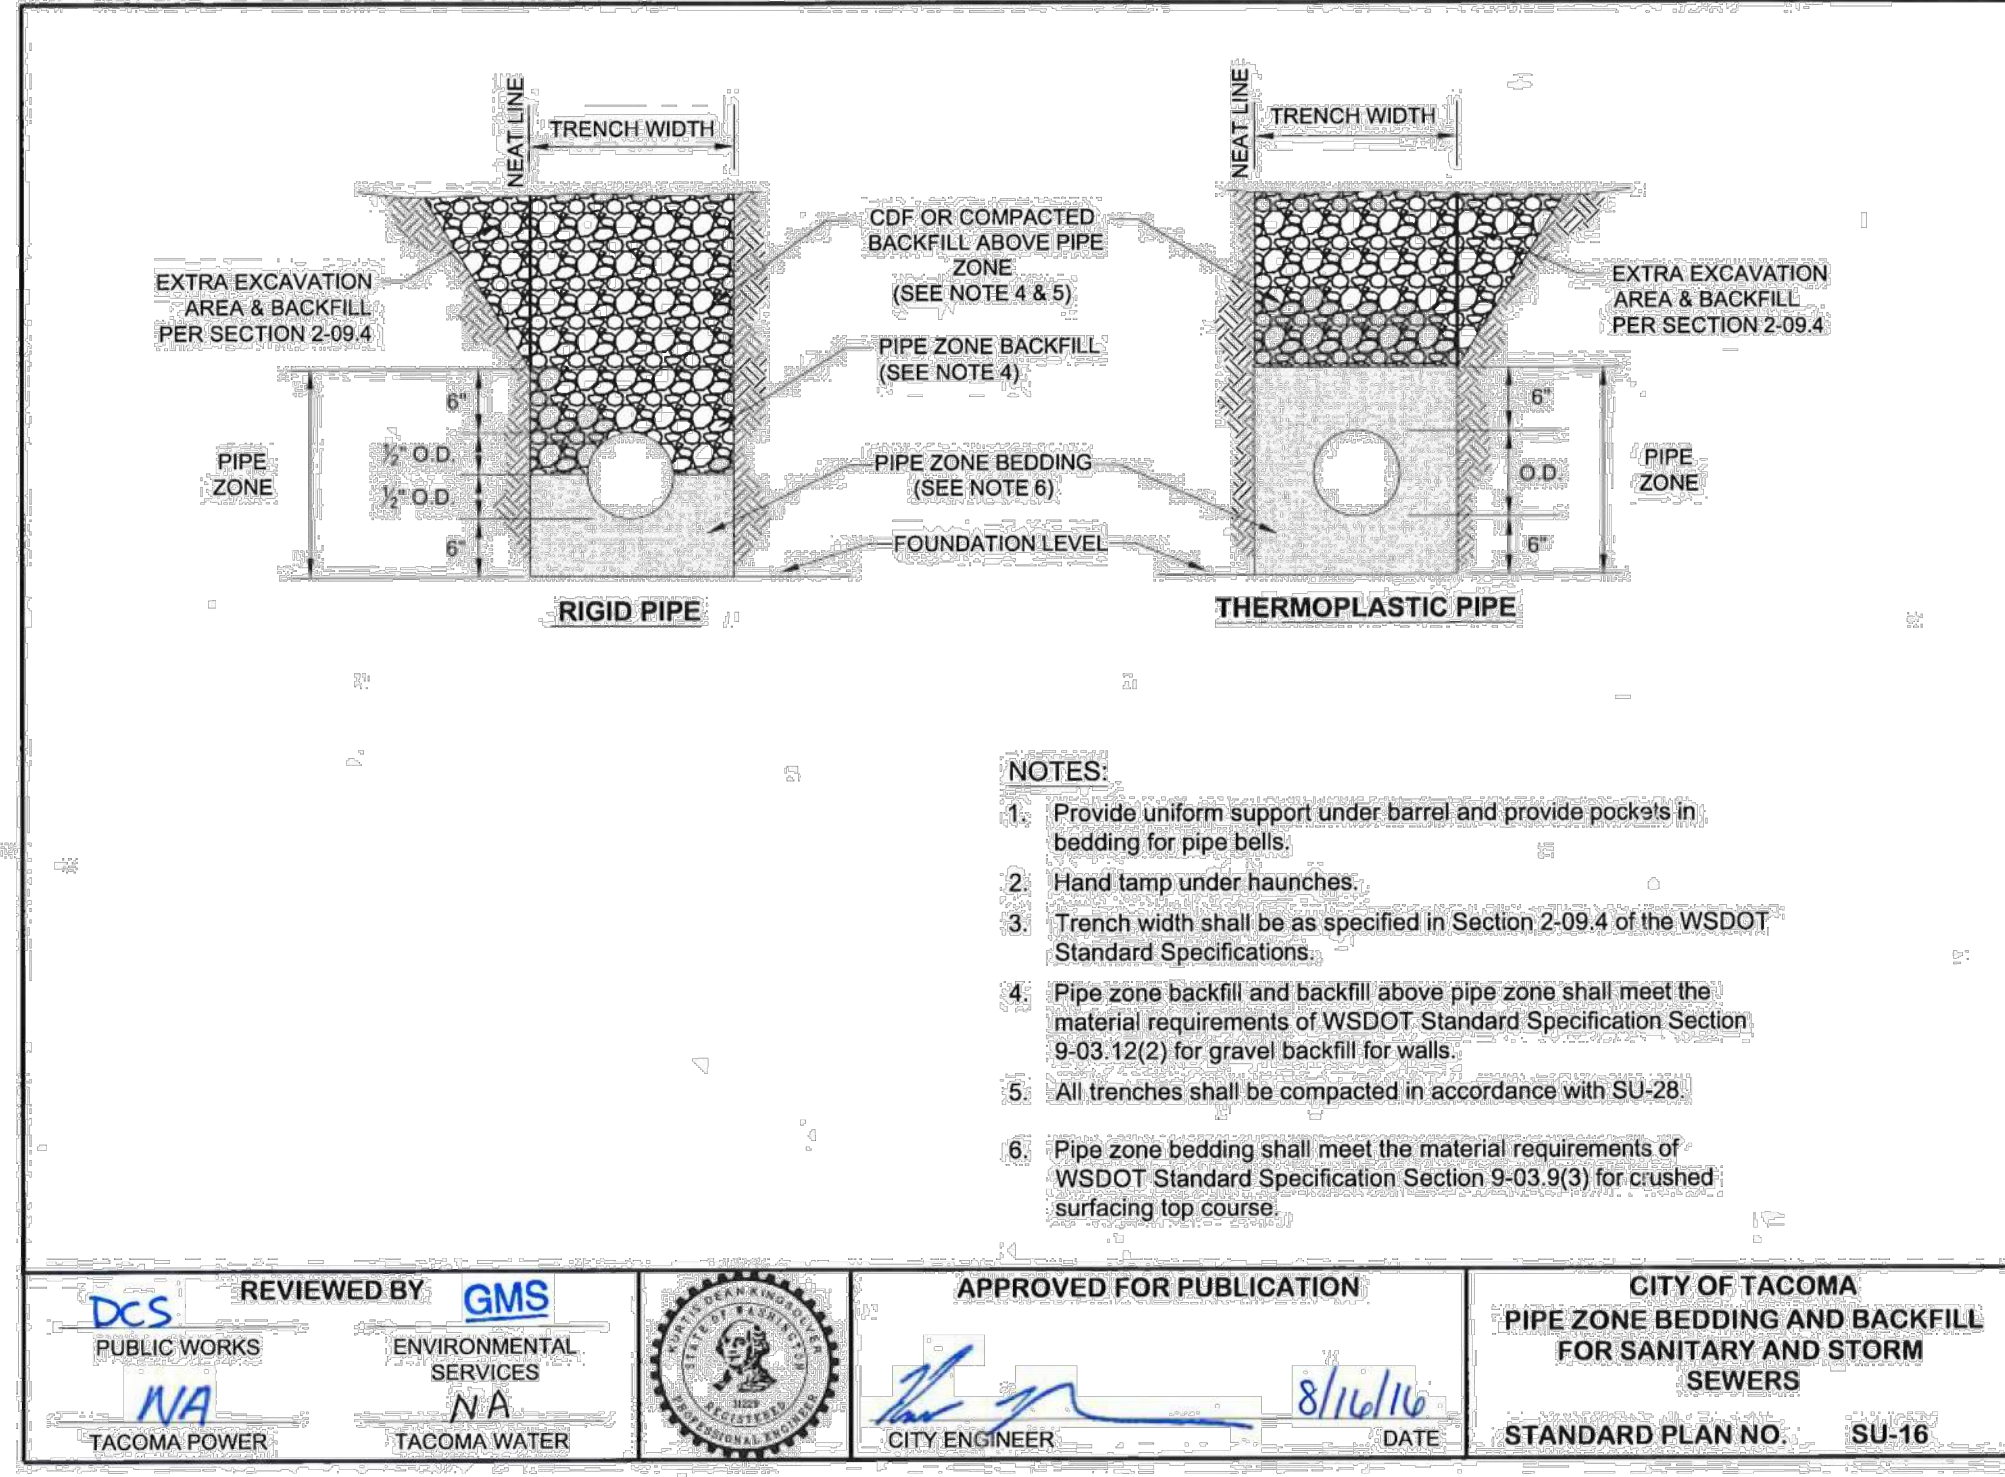 NEAT LINE
TRENCH WIDTH
NEAT LINE
TRENCH WIDTH
EXTRA EXCAVATION
AREA & BACKFILL
PER SECTION 2-09.4
CDF OR COMPACTED
BACKFILL ABOVE PIPE
ZONE
(SEE NOTE 4 & 5)
EXTRA EXCAVATION
AREA & BACKFILL
PER SECTION 2-09.4
PIPE ZONE BACKFILL
(SEE NOTE 4)
PIPE
ZONE
6"
½" O.D.
½" O.D.
6"
PIPE ZONE BEDDING
(SEE NOTE 6)
FOUNDATION LEVEL
6"
O.D.
6"
PIPE
ZONE
RIGID PIPE
THERMOPLASTIC PIPE
NOTES:
1. Provide uniform support under barrel and provide pockets in
bedding for pipe bells.
2. Hand tamp under haunches.
3. Trench width shall be as specified in Section 2-09.4 of the WSDOT
Standard Specifications.
4. Pipe zone backfill and backfill above pipe zone shall meet the
material requirements of WSDOT Standard Specification Section
9-03.12(2) for gravel backfill for walls.
5. All trenches shall be compacted in accordance with SU-28.
6. Pipe zone bedding shall meet the material requirements of
WSDOT Standard Specification Section 9-03.9(3) for crushed
surfacing top course.
REVIEWED BY
DCS
PUBLIC WORKS
GMS
ENVIRONMENTAL
SERVICES
NA
TACOMA POWER
NA
TACOMA WATER
STATE OF WASHINGTON
REGISTERED
PROFESSIONAL ENGINEER
APPROVED FOR PUBLICATION
CITY ENGINEER
8/16/16
DATE
CITY OF TACOMA
PIPE ZONE BEDDING AND BACKFILL
FOR SANITARY AND STORM
SEWERS
STANDARD PLAN NO. SU-16